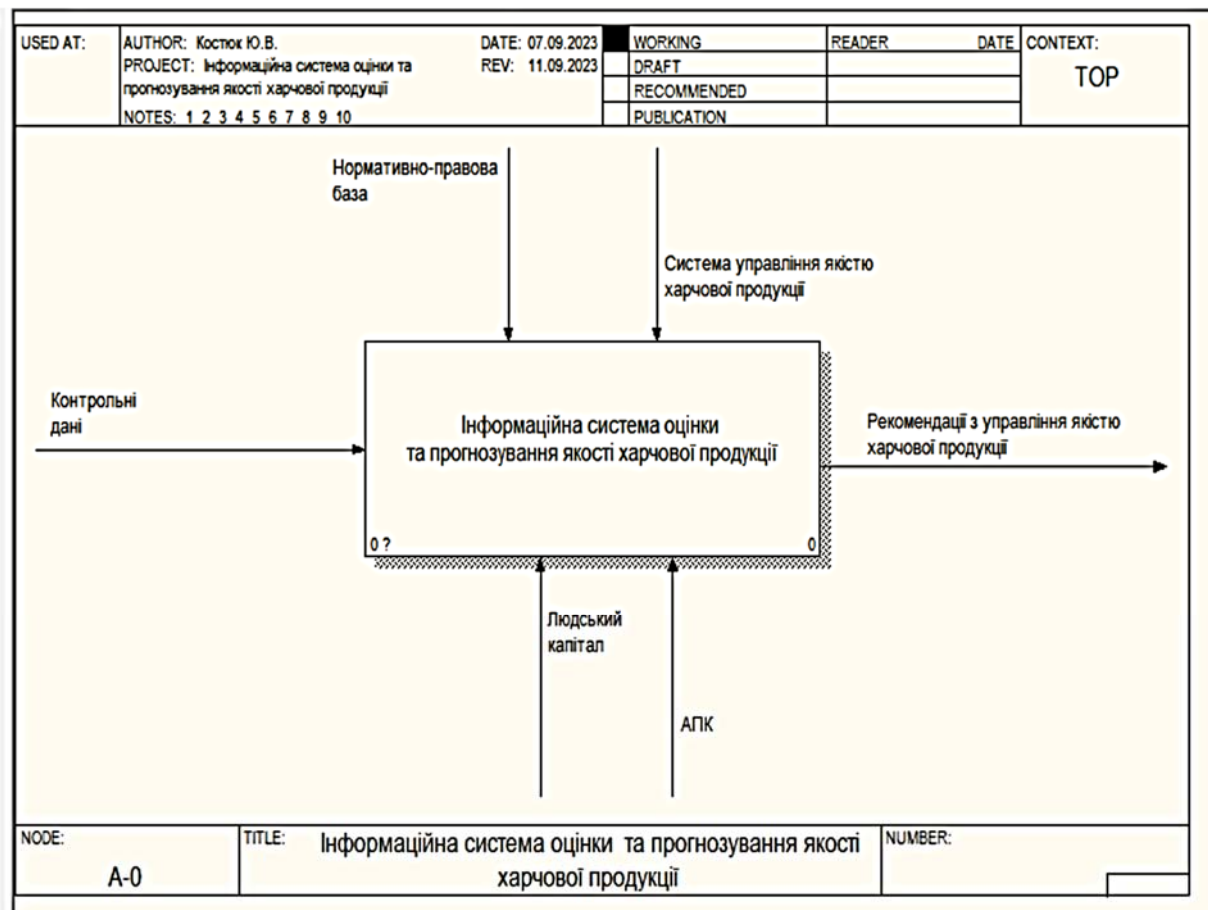 USED AT:
AUTHOR: Костюк Ю.В.
DATE: 07.09.2023
PROJECT: Інформаційна система оцінки та
прогнозування якості харчової продукції
REV: 11.09.2023
NOTES: 1 2 3 4 5 6 7 8 9 10
WORKING
DRAFT
RECOMMENDED
PUBLICATION
READER DATE
CONTEXT:
TOP
Нормативно-правова
база
Система управління якістю
харчової продукції
Контрольні
дані
Інформаційна система оцінки
та прогнозування якості харчової продукції
0 ?
0
Рекомендації з управління якістю
харчової продукції
Людський
капітал
АПК
NODE:
A-0
TITLE:
Інформаційна система оцінки та прогнозування якості
харчової продукції
NUMBER: